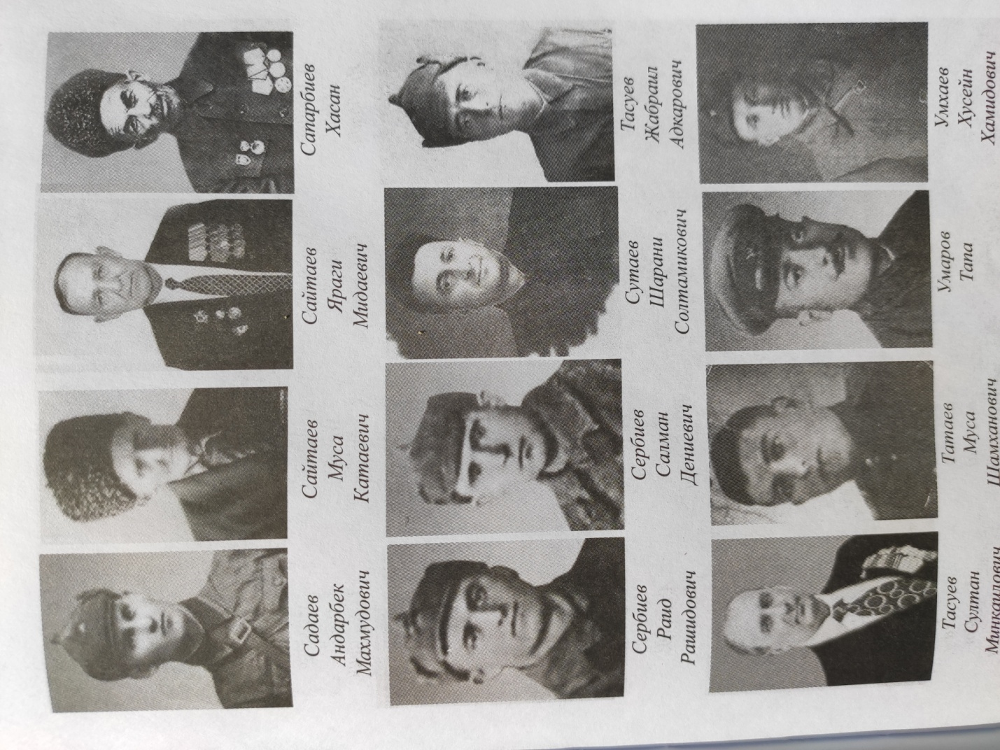 Садаев
Андарбек
Махмудович
Сайтаев
Муса
Катаевич
Сайтаев
Яраги
Мидаевич
Сапарбиев
Хасан
Сербиев
Раид
Рашидович
Сербиев
Салман
Дениевич
Сутаев
Шарани
Солтамикович
Тасуев
Жабраил
Адкарович
Тасуев
Султан
Минкаилович
Татаев
Муса
Шамханович
Умаров
Тапа
Умхаев
Хусейн
Хамидович